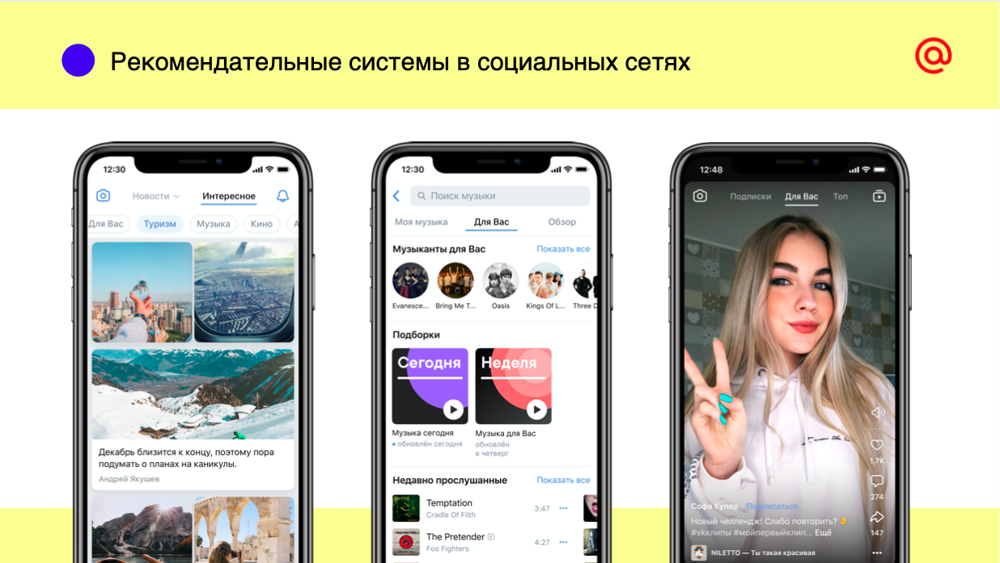 Рекомендательные системы в социальных сетях
@
12:30
Новости
Интересное
Для Вас
Туризм
Музыка
Кино
Декабрь близится к концу, поэтому пора
подумать о планах на каникулы.
Андрей Якушев
12:30
Поиск музыки
Моя музыка
Для Вас
Обзор
Музыканты для Вас
Показать все
Evanesce...
Bring Me T...
Oasis
Kings Of L...
Three D
Подборки
Сегодня
Неделя
Музыка сегодня
обновлён сегодня
Музыка для Вас
обновлён
в четверг
Недавно прослушанные
Показать все
Temptation
Cradle Of Filth
3:47
The Pretender E
Foo Fighters
4:27
12:48
Подписки
Для Вас
Топ
1,7K
274
147
Софа Купер · Подписаться
Новый челлендж! Слабо повторить? ✌
#vkклипы #мойпервыйклип... Ещё
NILETTO — Ты такая красивая